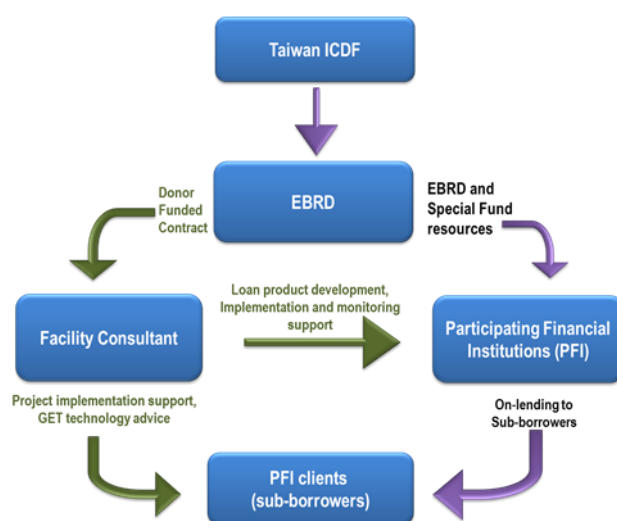 Taiwan ICDF
Donor
Funded
Contract
EBRD
EBRD and
Special Fund
resources
Loan product development,
Implementation and monitoring
support
Facility Consultant
Participating Financial
Institutions (PFI)
Project implementation support,
GET technology advice
On-lending to
Sub-borrowers
PFI clients
(sub-borrowers)